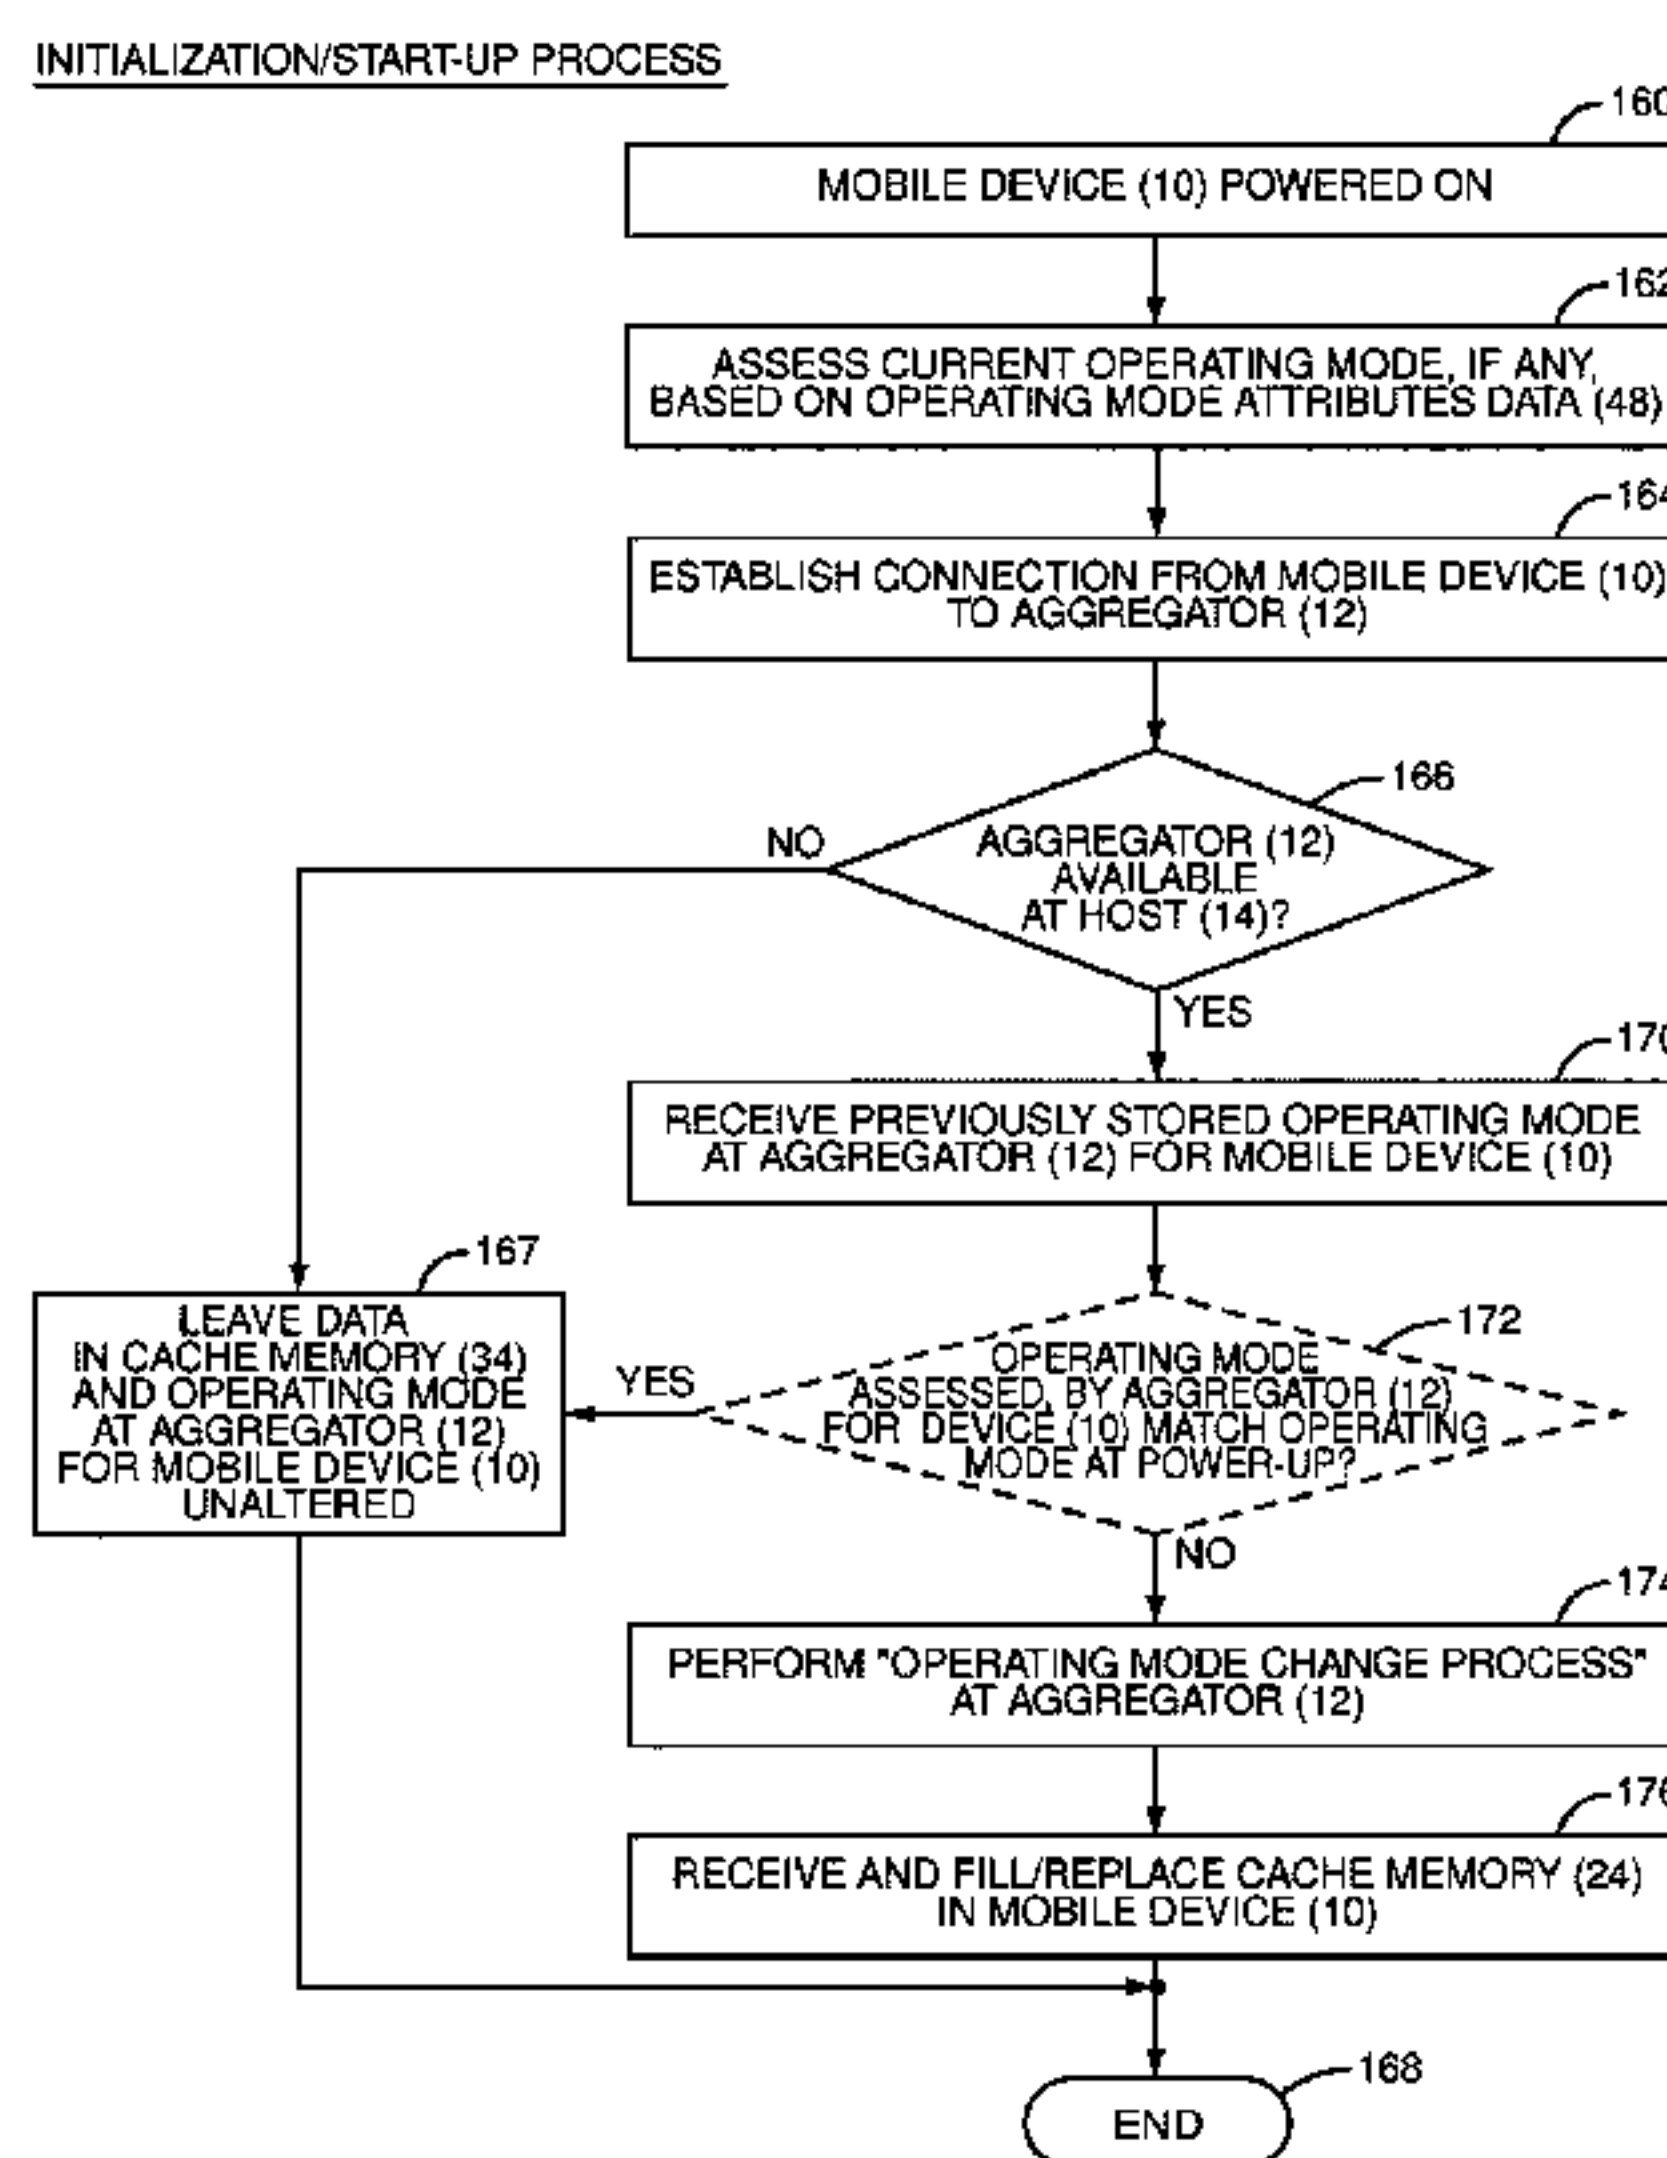 INITIALIZATION/START-UP PROCESS
160
MOBILE DEVICE (10) POWERED ON
162
ASSESS CURRENT OPERATING MODE, IF ANY,
BASED ON OPERATING MODE ATTRIBUTES DATA (48)
164
ESTABLISH CONNECTION FROM MOBILE DEVICE (10)
TO AGGREGATOR (12)
166
NO
AGGREGATOR (12)
AVAILABLE
AT HOST (14)?
YES
170
RECEIVE PREVIOUSLY STORED OPERATING MODE
AT AGGREGATOR (12) FOR MOBILE DEVICE (10)
167
LEAVE DATA
IN CACHE MEMORY (34)
AND OPERATING MODE
AT AGGREGATOR (12)
FOR MOBILE DEVICE (10)
UNALTERED
YES
172
OPERATING MODE
ASSESSED, BY AGGREGATOR (12)
FOR DEVICE (10) MATCH OPERATING
MODE AT POWER-UP?
NO
174
PERFORM "OPERATING MODE CHANGE PROCESS"
AT AGGREGATOR (12)
176
RECEIVE AND FILL/REPLACE CACHE MEMORY (24)
IN MOBILE DEVICE (10)
168
END